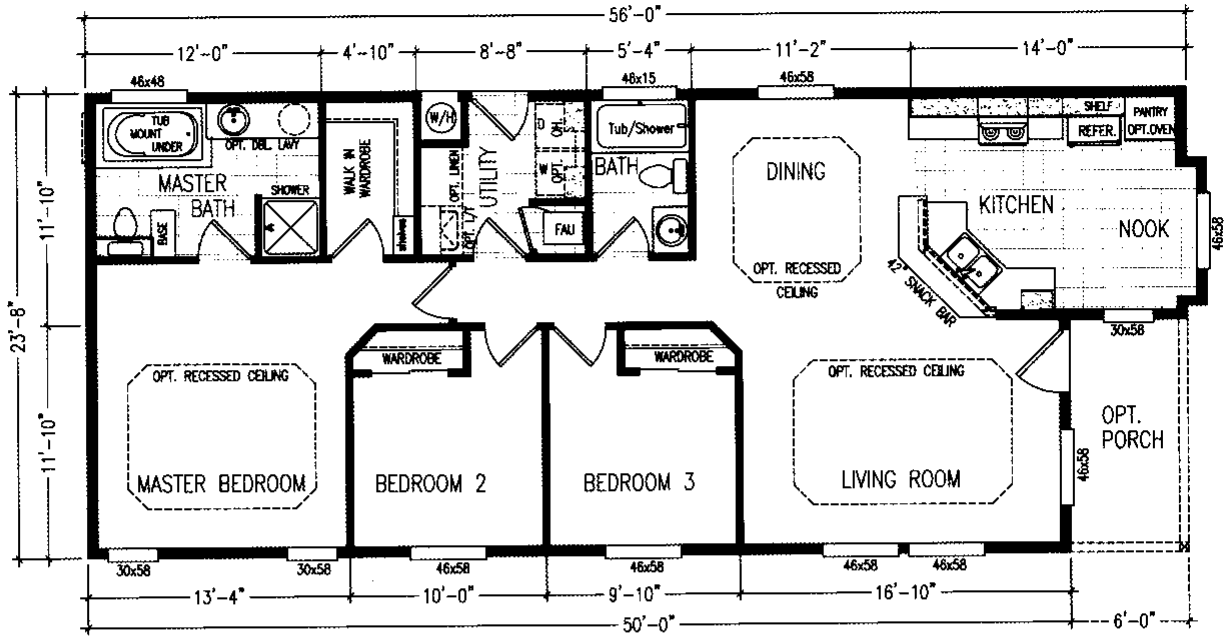 56'-0"
12'-0"
4'-10"
8'-8"
5'-4"
11'-2"
14'-0"
46x48
46x15
46x58
TUB
MOUNT
UNDER
OPT. DBL. LAVY
W/H
D
OH.
W
OPT.
Tub/Shower
SHELF
REFER.
PANTRY
OPT.OVEN
MASTER
BATH
SHOWER
BASE
WALK IN
WARDROBE
shelves
OPT. LINEN
UTILITY
FAU
BATH
DINING
OPT. RECESSED
CEILING
KITCHEN
NOOK
46x58
42" SNACK BAR
30x58
23'-8"
11'-10"
11'-10"
OPT. RECESSED CEILING
MASTER BEDROOM
WARDROBE
BEDROOM 2
WARDROBE
BEDROOM 3
OPT. RECESSED CEILING
LIVING ROOM
46x58
OPT.
PORCH
30x58
30x58
46x58
46x58
46x58
46x58
13'-4"
10'-0"
9'-10"
16'-10"
50'-0"
6'-0"